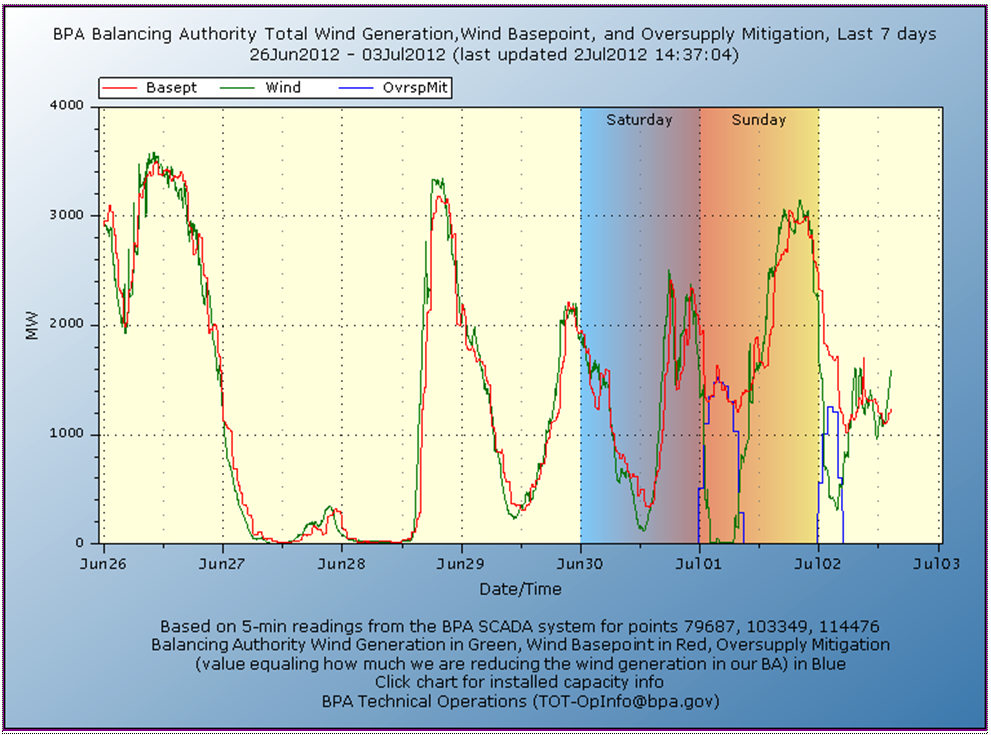 BPA Balancing Authority Total Wind Generation,Wind Basepoint, and Oversupply Mitigation, Last 7 days
26Jun2012 - 03Jul2012 (last updated 2Jul2012 14:37:04)
Basept Wind OvrspMit
4000
Saturday Sunday
3000
2000
MW
1000
0
Jun26 Jun27 Jun28 Jun29 Jun30 Jul01 Jul02 Jul03
Date/Time
Based on 5-min readings from the BPA SCADA system for points 79687, 103349, 114476
Balancing Authority Wind Generation in Green, Wind Basepoint in Red, Oversupply Mitigation
(value equaling how much we are reducing the wind generation in our BA) in Blue
Click chart for installed capacity info
BPA Technical Operations (TOT-OpInfo@bpa.gov)